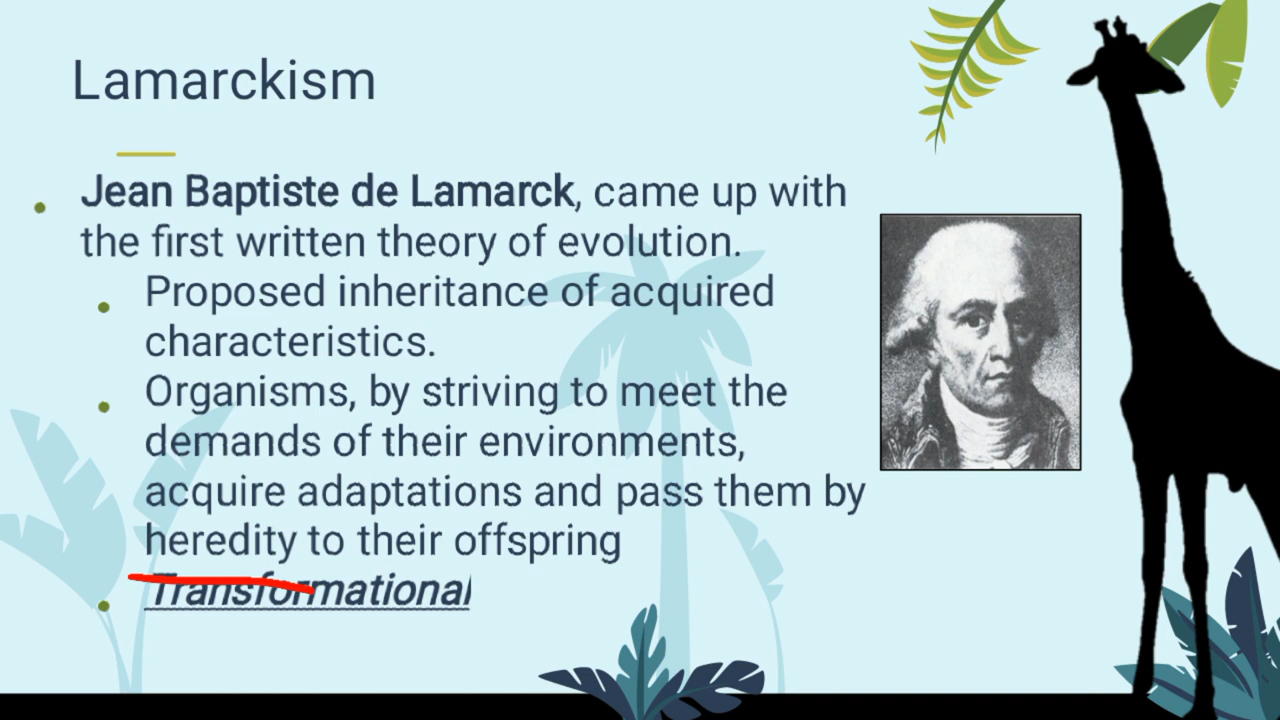 Lamarckism
Jean Baptiste de Lamarck, came up with
the first written theory of evolution.
Proposed inheritance of acquired
characteristics.
Organisms, by striving to meet the
demands of their environments,
acquire adaptations and pass them by
heredity to their offspring
Transformational